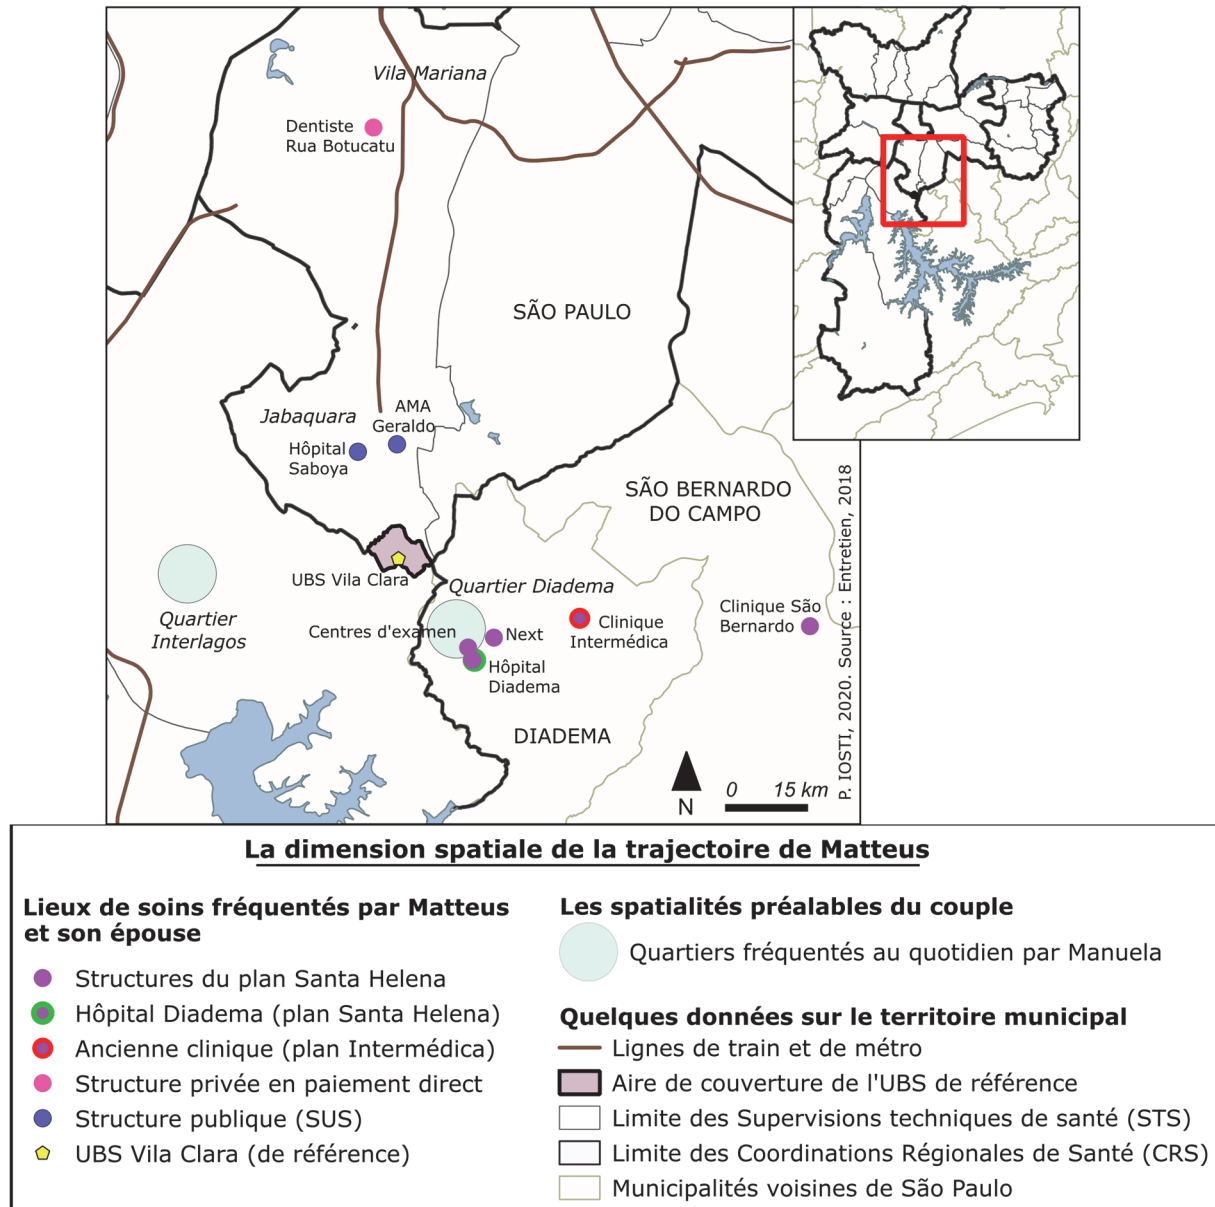 Vila Mariana
Dentiste
Rua Botucatu
SÃO PAULO
Jabaquara
AMA
Geraldo
Hôpital
Saboya
SÃO BERNARDO
DO CAMPO
UBS Vila Clara
Quartier Diadema
Quartier
Interlagos
Centres d'examen
Next
Clinique
Intermédica
Clinique São
Bernardo
Hôpital
Diadema
DIADEMA
N
0 15 km
P. IOSTI, 2020. Source : Entretien, 2018
La dimension spatiale de la trajectoire de Matteus
Lieux de soins fréquentés par Matteus
et son épouse
Structures du plan Santa Helena
Hôpital Diadema (plan Santa Helena)
Ancienne clinique (plan Intermédica)
Structure privée en paiement direct
Structure publique (SUS)
UBS Vila Clara (de référence)
Les spatialités préalables du couple
Quartiers fréquentés au quotidien par Manuela
Quelques données sur le territoire municipal
Lignes de train et de métro
Aire de couverture de l'UBS de référence
Limite des Supervisions techniques de santé (STS)
Limite des Coordinations Régionales de Santé (CRS)
Municipalités voisines de São Paulo